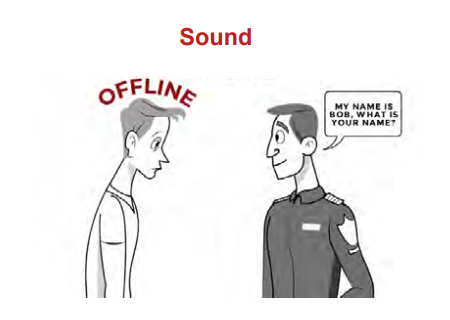 Sound
OFFLINE
MY NAME IS
BOB, WHAT IS
YOUR NAME?